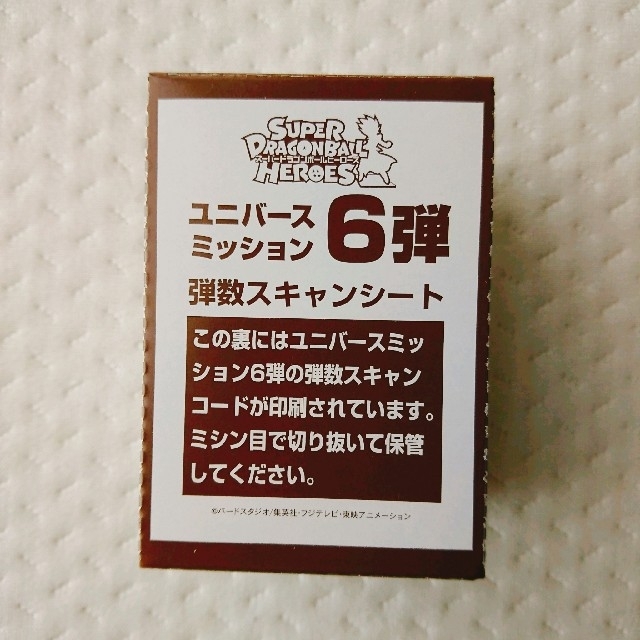 SUPER
DRAGONBALL
スーパードラゴンボールヒーローズ
HEROES
ユニバース
ミッション 6弾
弾数スキャンシート
この裏にはユニバースミッ
ション6弾の弾数スキャン
コードが印刷されています。
ミシン目で切り抜いて保管
してください。
©バードスタジオ/集英社・フジテレビ・東映アニメーション